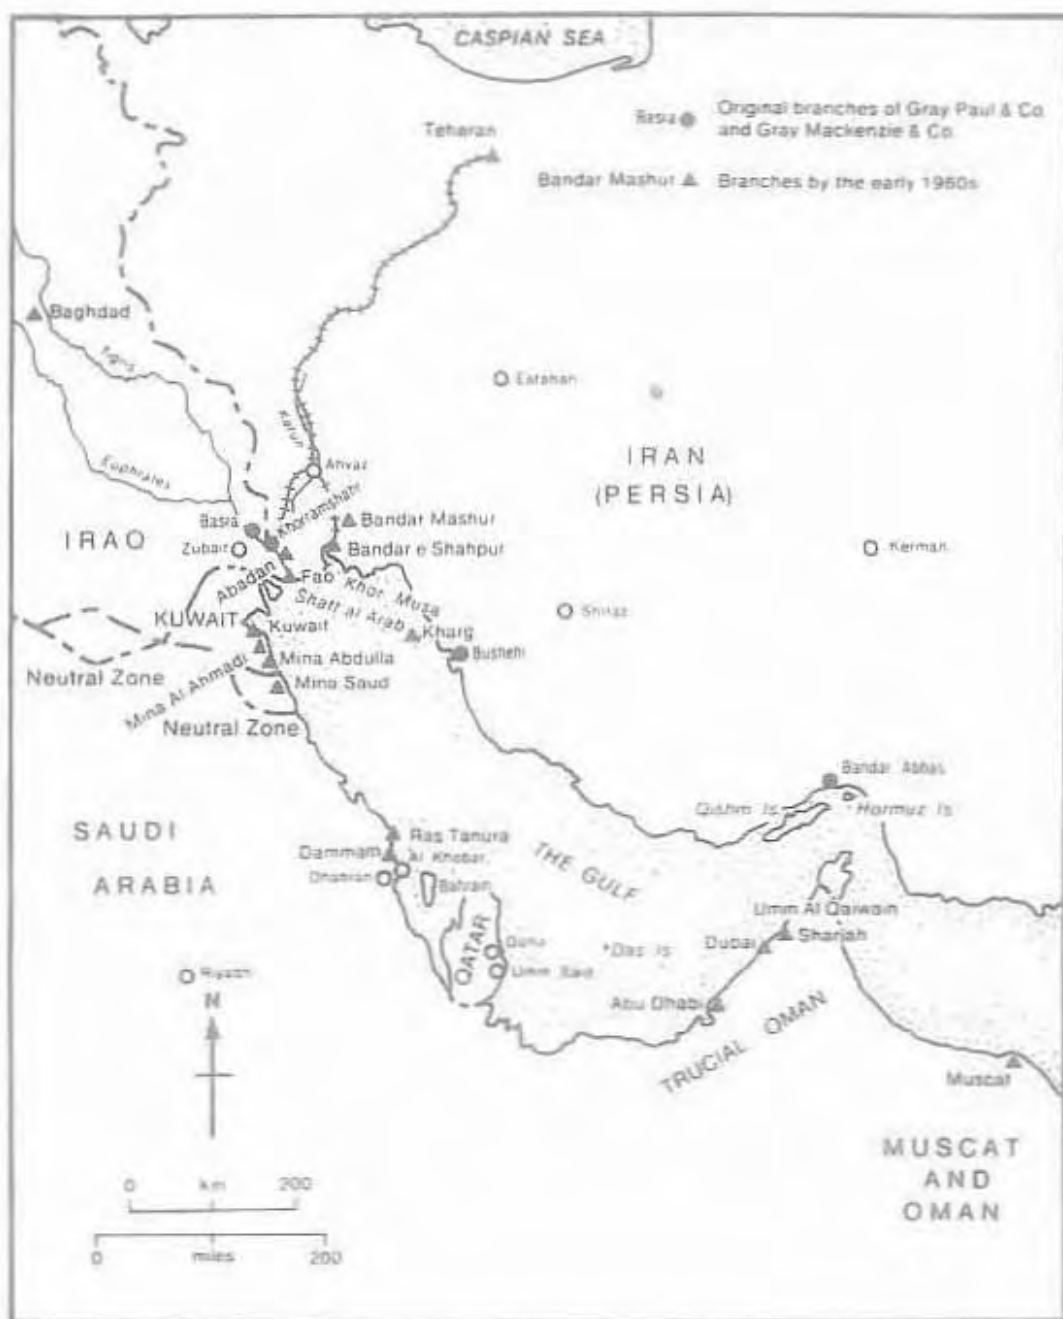 CASPIAN SEA
Basra
Original branches of Gray Paul & Co
and Gray Mackenzie & Co
Teheran
Bandar Mashur
Branches by the early 1960s
Baghdad
Tigris
Esfahan
Karun
IRAN
(PERSIA)
Euphrates
Ahvaz
Khorramshahr
Bandar Mashur
Basra
IRAQ
Zubair
Bandar e Shahpur
Kerman
Abadan
Fao
Khor Musa
Shatt al Arab
Shiraz
KUWAIT
Kuwait
Kharg
Bushehr
Mina Al Ahmadi
Mina Abdulla
Neutral Zone
Mina Saud
Neutral Zone
Bandar Abbas
Qishm Is.
Hormuz Is.
SAUDI
ARABIA
Ras Tanura
Dammam
Al Khobar
Dhahran
Bahrain
THE GULF
Umm Al Qaiwain
Sharjah
Dubai
QATAR
Doha
Das Is.
Umm Said
Riyadh
N
Abu Dhabi
TRUCIAL OMAN
Muscat
MUSCAT
AND
OMAN
0 km 200
0 miles 200